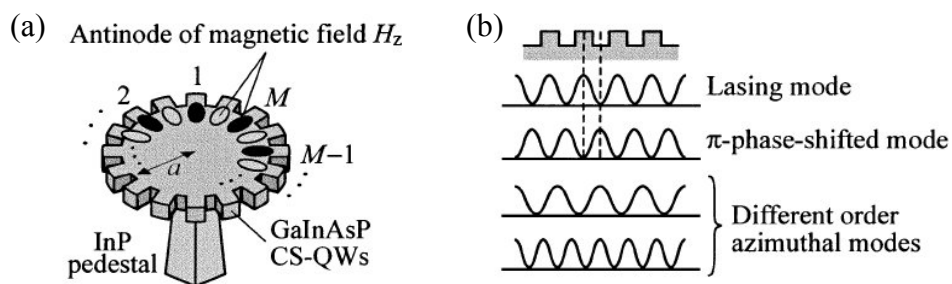 (a)
Antinode of magnetic field Hz
1
2
M
M−1
a
InP
pedestal
GaInAsP
CS-QWs
(b)
Lasing mode
π-phase-shifted mode
Different order
azimuthal modes